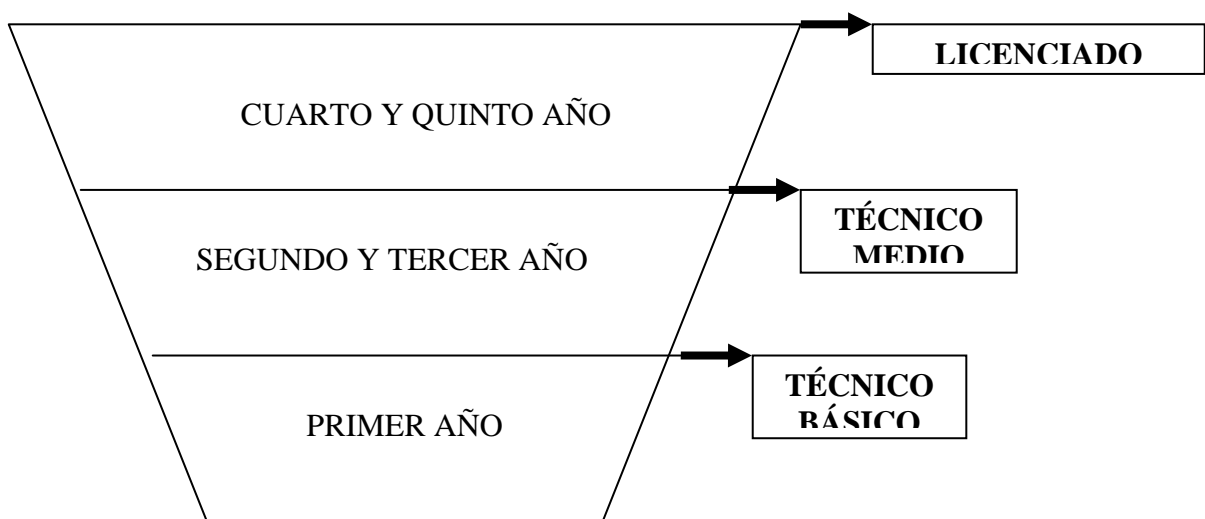 LICENCIADO
CUARTO Y QUINTO AÑO
TÉCNICO
MEDIO
SEGUNDO Y TERCER AÑO
TÉCNICO
BÁSICO
PRIMER AÑO